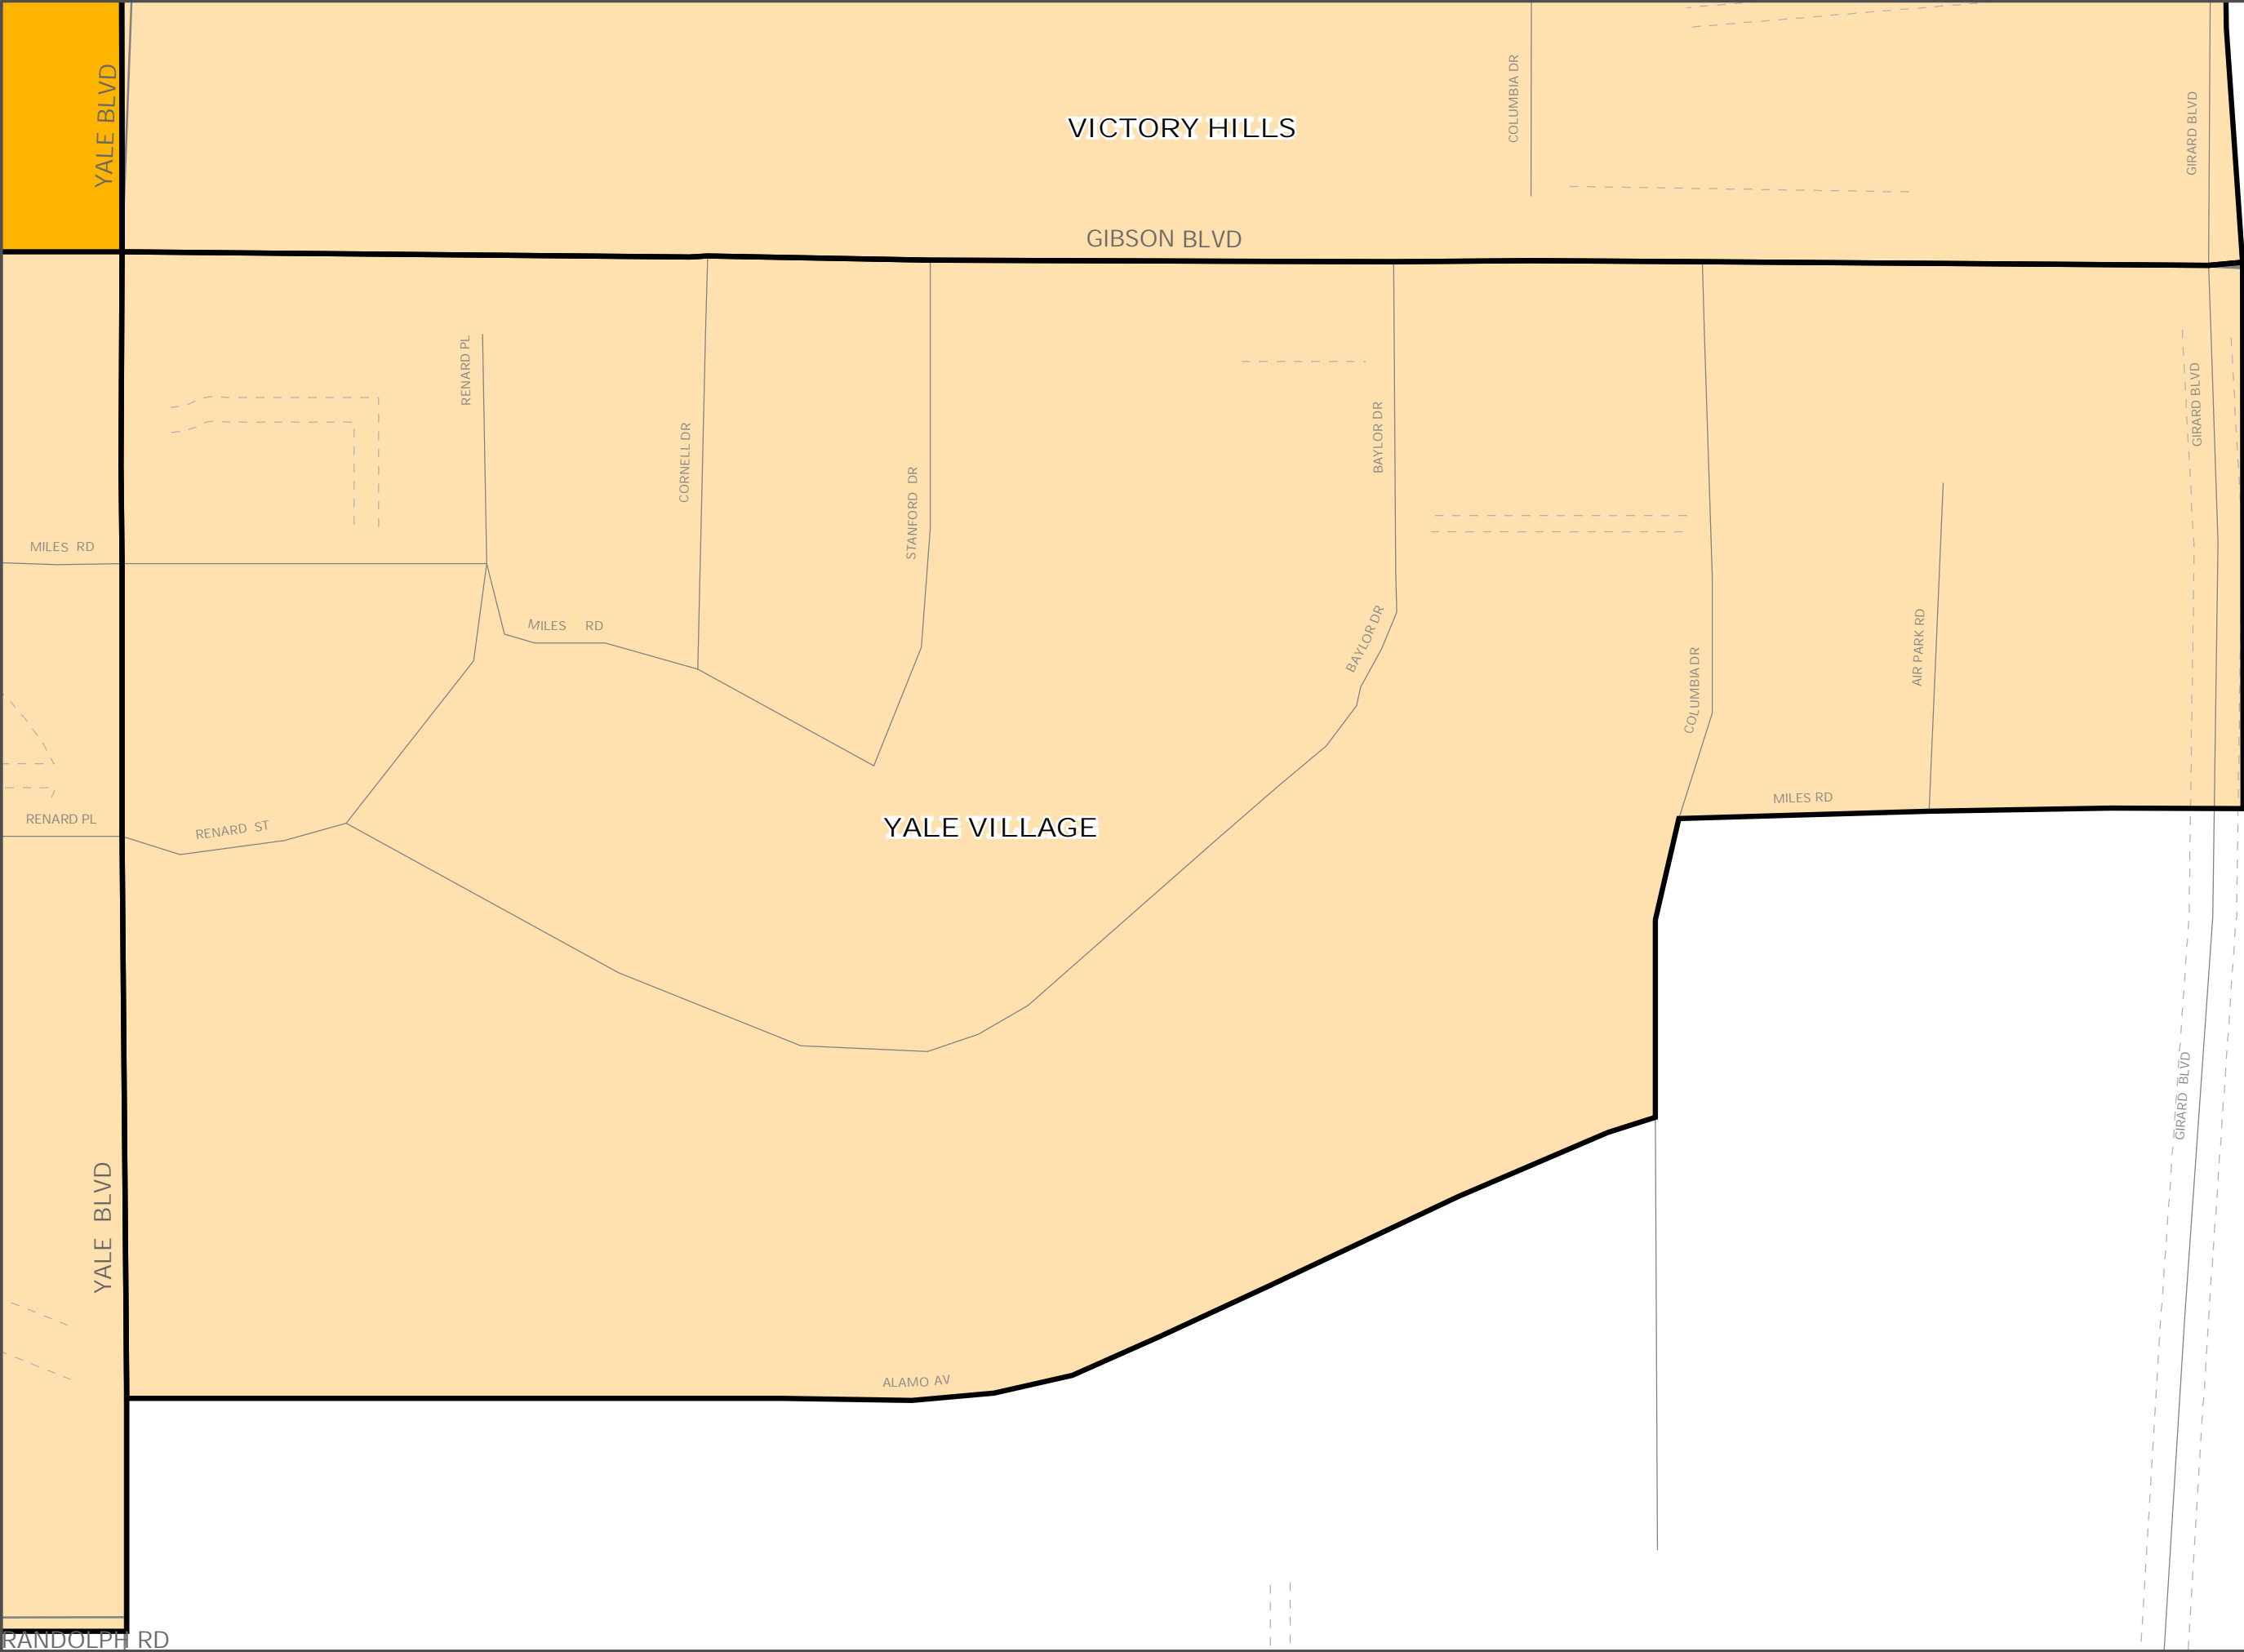 YALE BLVD
COLUMBIA DR
GIRARD BLVD
VICTORY HILLS
GIBSON BLVD
RENARD PL
CORNELL DR
STANFORD DR
BAYLOR DR
GIRARD BLVD
MILES RD
MILES RD
BAYLOR DR
COLUMBIA DR
AIR PARK RD
MILES RD
RENARD PL
RENARD ST
YALE VILLAGE
GIRARD BLVD
YALE BLVD
ALAMO AV
RANDOLPH RD